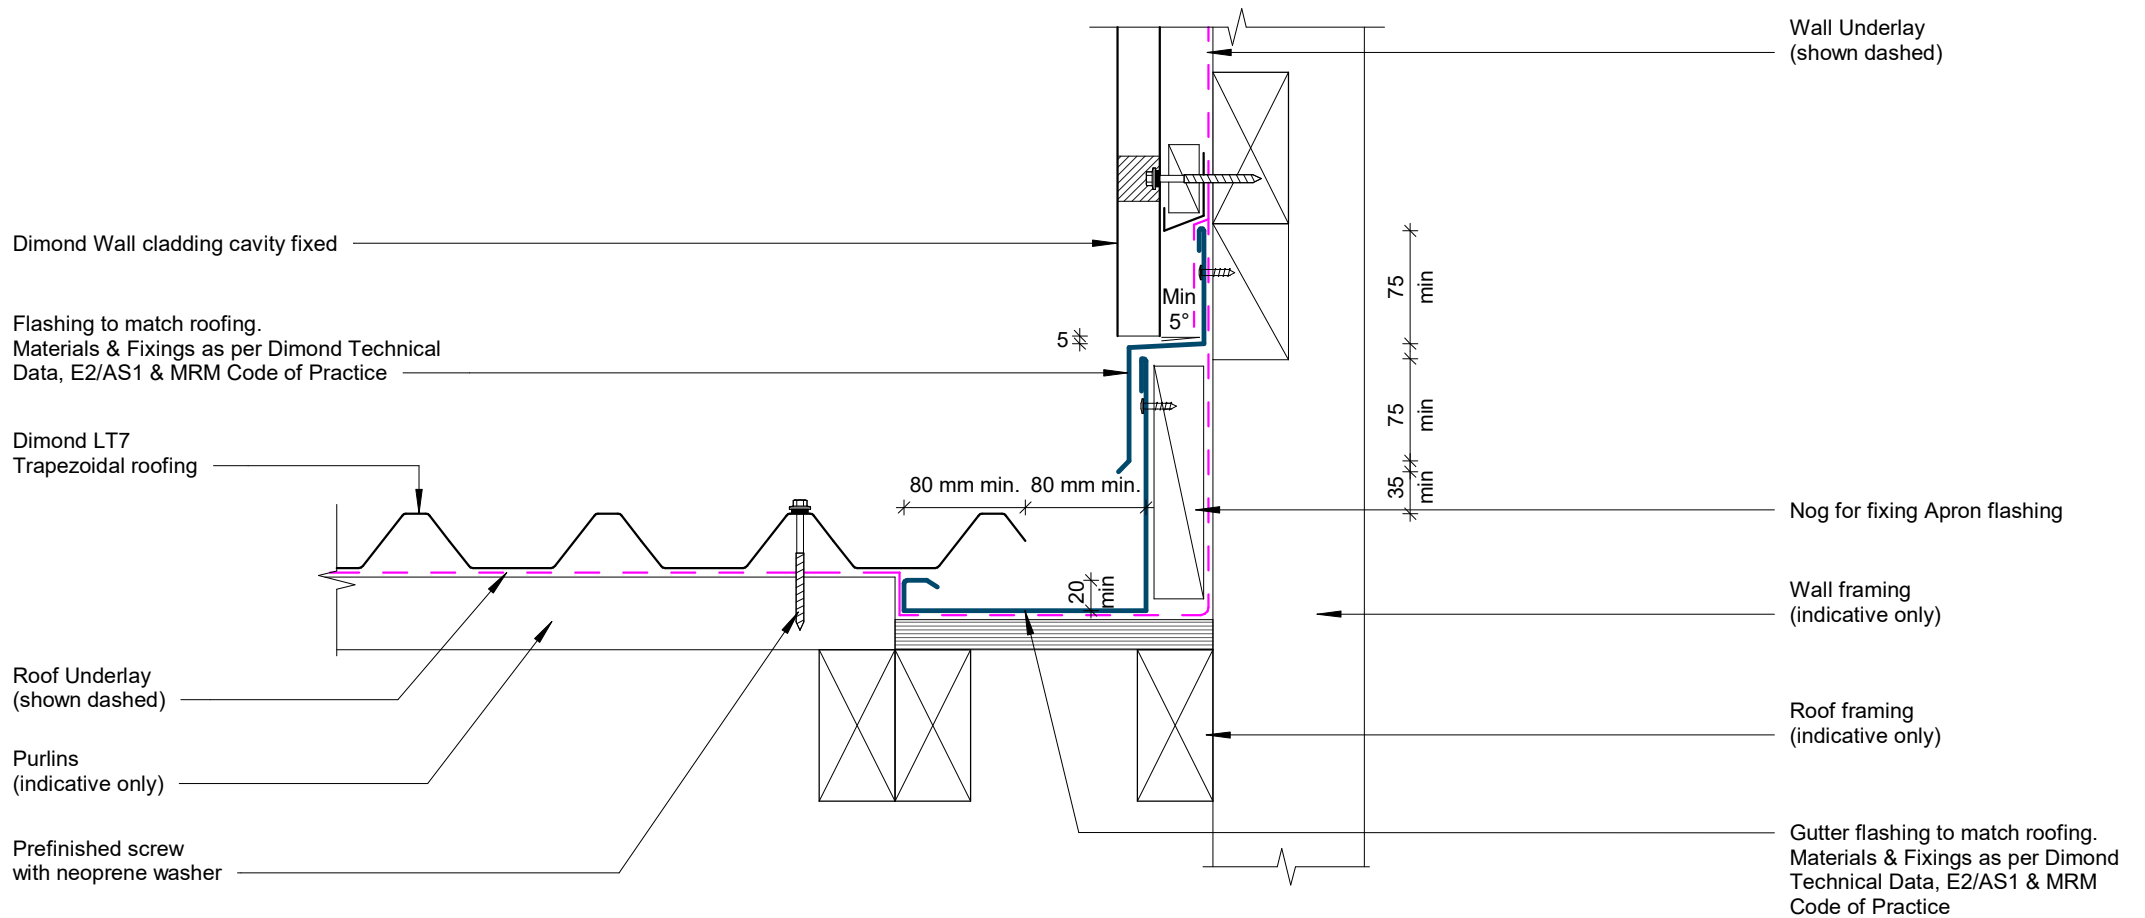 Wall Underlay
(shown dashed)
Dimond Wall cladding cavity fixed
Flashing to match roofing.
Materials & Fixings as per Dimond Technical
Data, E2/AS1 & MRM Code of Practice
Dimond LT7
Trapezoidal roofing
Roof Underlay
(shown dashed)
Purlins
(indicative only)
Prefinished screw
with neoprene washer
Min
5°
5
80 mm min.
80 mm min.
20
min
75
min
75
min
35
min
Nog for fixing Apron flashing
Wall framing
(indicative only)
Roof framing
(indicative only)
Gutter flashing to match roofing.
Materials & Fixings as per Dimond
Technical Data, E2/AS1 & MRM
Code of Practice